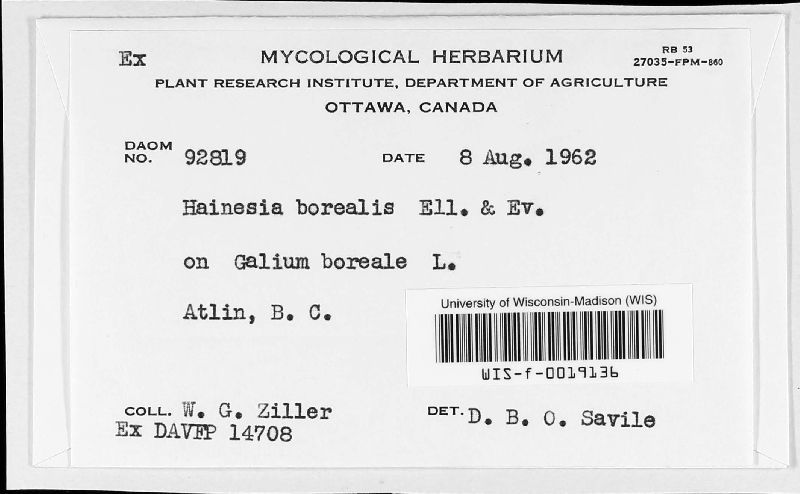 Ex MYCOLOGICAL HERBARIUM RB 53
27035-FPM-860
PLANT RESEARCH INSTITUTE, DEPARTMENT OF AGRICULTURE
OTTAWA, CANADA
DAOM NO. 92819 DATE 8 Aug. 1962
Hainesia borealis Ell. & Ev.
on Galium boreale L.
Atlin, B. C.
University of Wisconsin-Madison (WIS)
WIS-f-0019136
COLL. W. G. Ziller DET. D. B. O. Savile
Ex DAVFP 14708